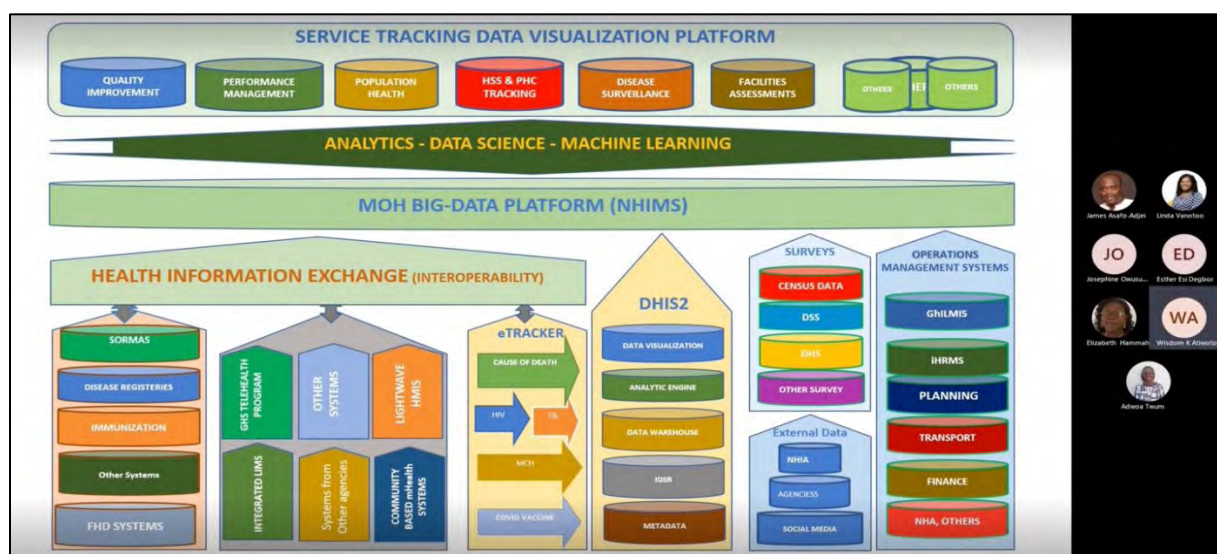 SERVICE TRACKING DATA VISUALIZATION PLATFORM
QUALITY
IMPROVEMENT
PERFORMANCE
MANAGEMENT
POPULATION
HEALTH
HSS & PHC
TRACKING
DISEASE
SURVEILLANCE
FACILITIES
ASSESSMENTS
OTHERS
OTHERS
ANALYTICS - DATA SCIENCE - MACHINE LEARNING
MOH BIG-DATA PLATFORM (NHIMS)
HEALTH INFORMATION EXCHANGE (INTEROPERABILITY)
SORMAS
DISEASE REGISTERIES
IMMUNIZATION
Other Systems
FHD SYSTEMS
GHS TELEHEALTH
PROGRAM
OTHER
SYSTEMS
LIGHTWAVE
HMIS
INTEGRATED LIMS
Systems from
Other agencies
COMMUNITY
BASED mHealth
SYSTEMS
eTRACKER
CAUSE OF DEATH
HIV
TB
MCH
COVID VACCINE
DHIS2
DATA VISUALIZATION
ANALYTIC ENGINE
DATA WAREHOUSE
IDSR
METADATA
SURVEYS
CENSUS DATA
DSS
DHS
OTHER SURVEY
External Data
NHIA
AGENCIESS
SOCIAL MEDIA
OPERATIONS
MANAGEMENT SYSTEMS
GhILMIS
iHRMS
PLANNING
TRANSPORT
FINANCE
NHA, OTHERS
James Asafo-Adjei
Linda Vanotoo
JO
Josephine Owusu...
ED
Esther Esi Degbor
Elizabeth Hammah
WA
Wisdom K Atiwoto
Adwoa Twum